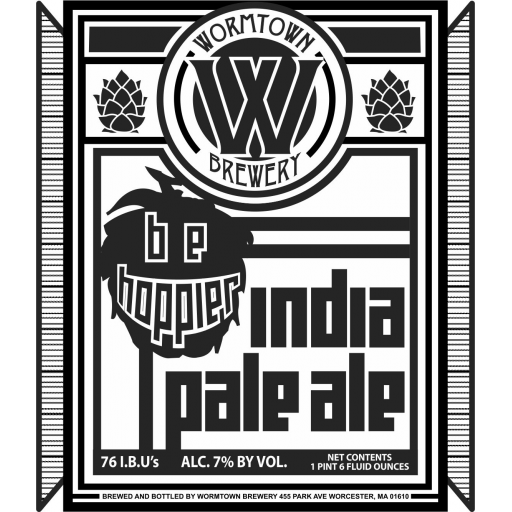 WORMTOWN
W
BREWERY
be
hoppier
india
pale ale
76 I.B.U's ALC. 7% BY VOL. NET CONTENTS
1 PINT 6 FLUID OUNCES
BREWED AND BOTTLED BY WORMTOWN BREWERY 455 PARK AVE WORCESTER, MA 01610